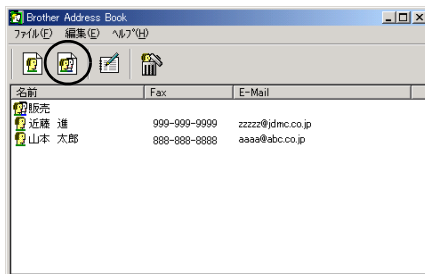 Brother Address Book
ファイル(F) 編集(E) ヘルプ(H)
名前 Fax E-Mail
販売
近藤 進 999-999-9999 zzzzz@jdmc.co.jp
山本 太郎 888-888-8888 aaaa@abc.co.jp